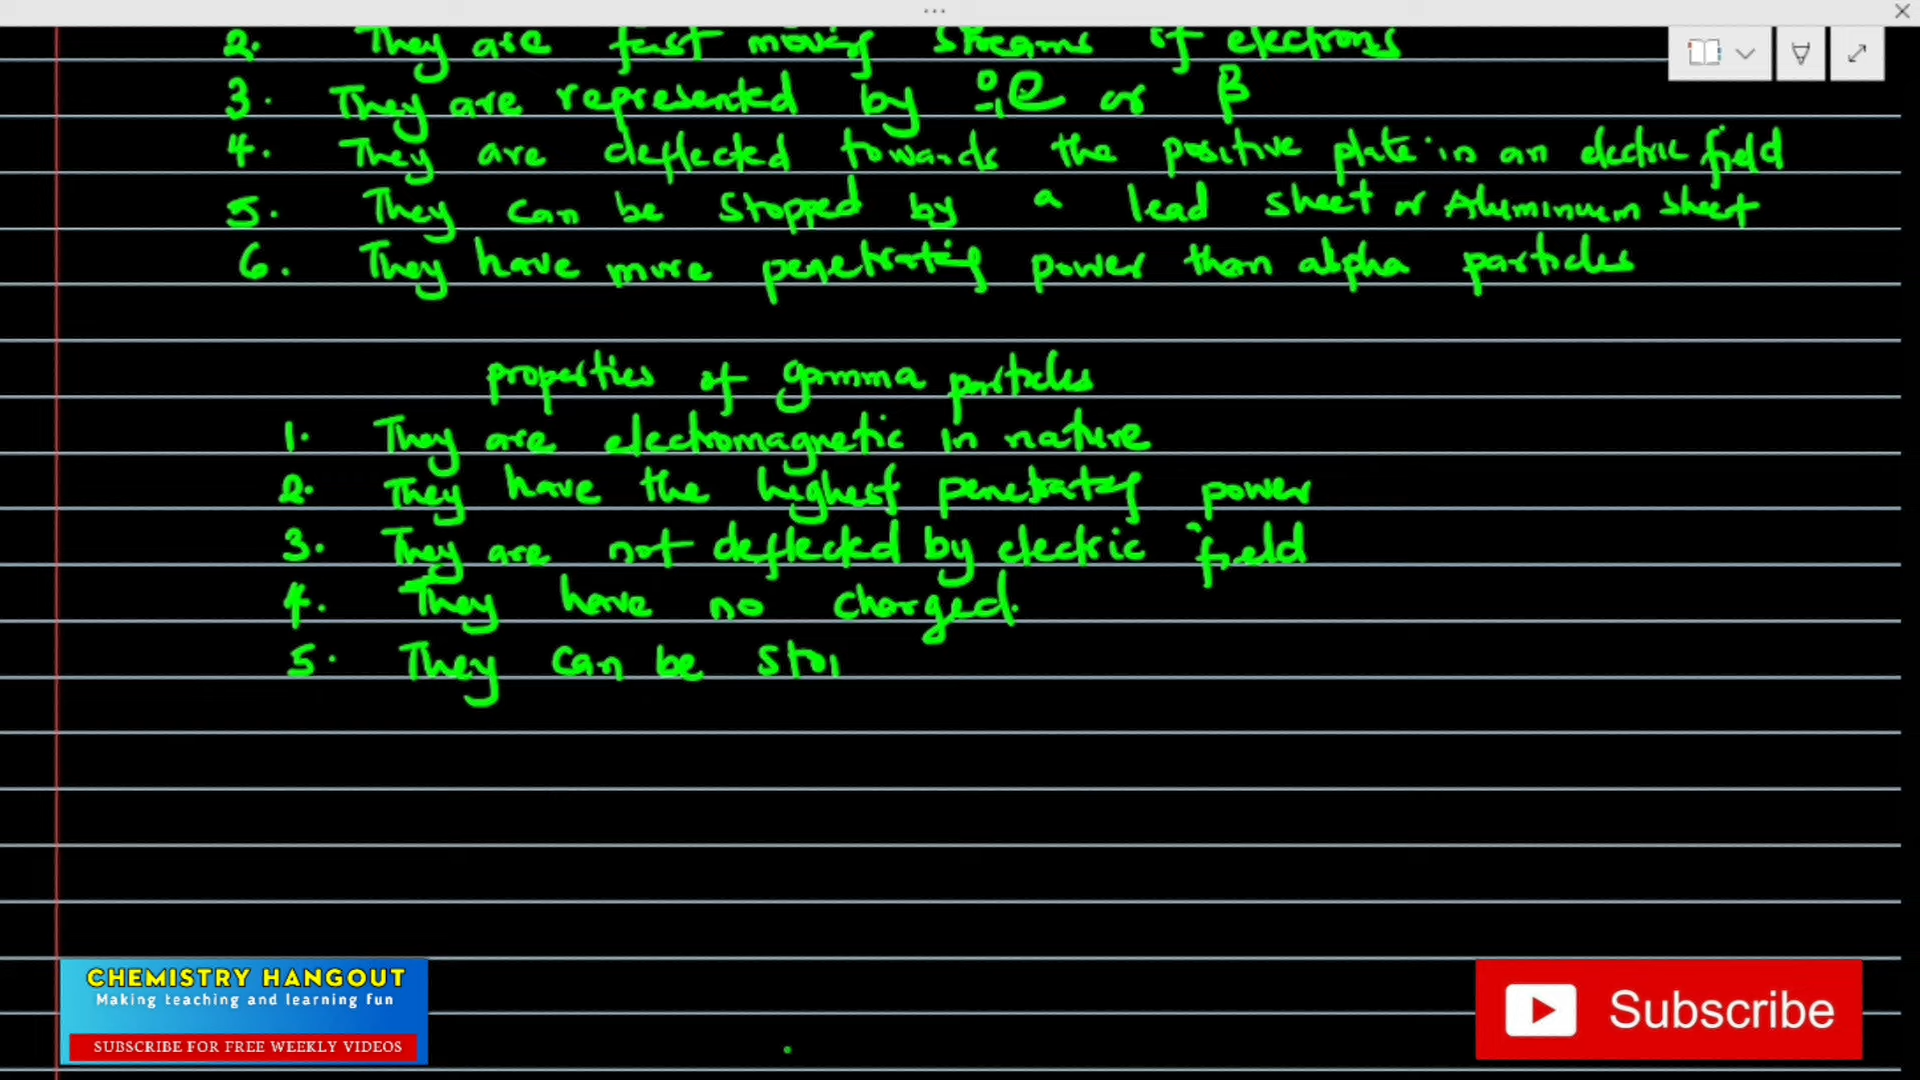 2. They are fast moving streams of electrons
3. They are represented by ⁰₋₁e or β
4. They are deflected towards the positive plate in an electric field
5. They can be stopped by a lead sheet or Aluminum sheet
6. They have more penetrating power than alpha particles
properties of gamma particles
1. They are electromagnetic in nature
2. They have the highest penetrating power
3. They are not deflected by electric field
4. They have no charged.
5. They can be sto
CHEMISTRY HANGOUT
Making teaching and learning fun
SUBSCRIBE FOR FREE WEEKLY VIDEOS
Subscribe